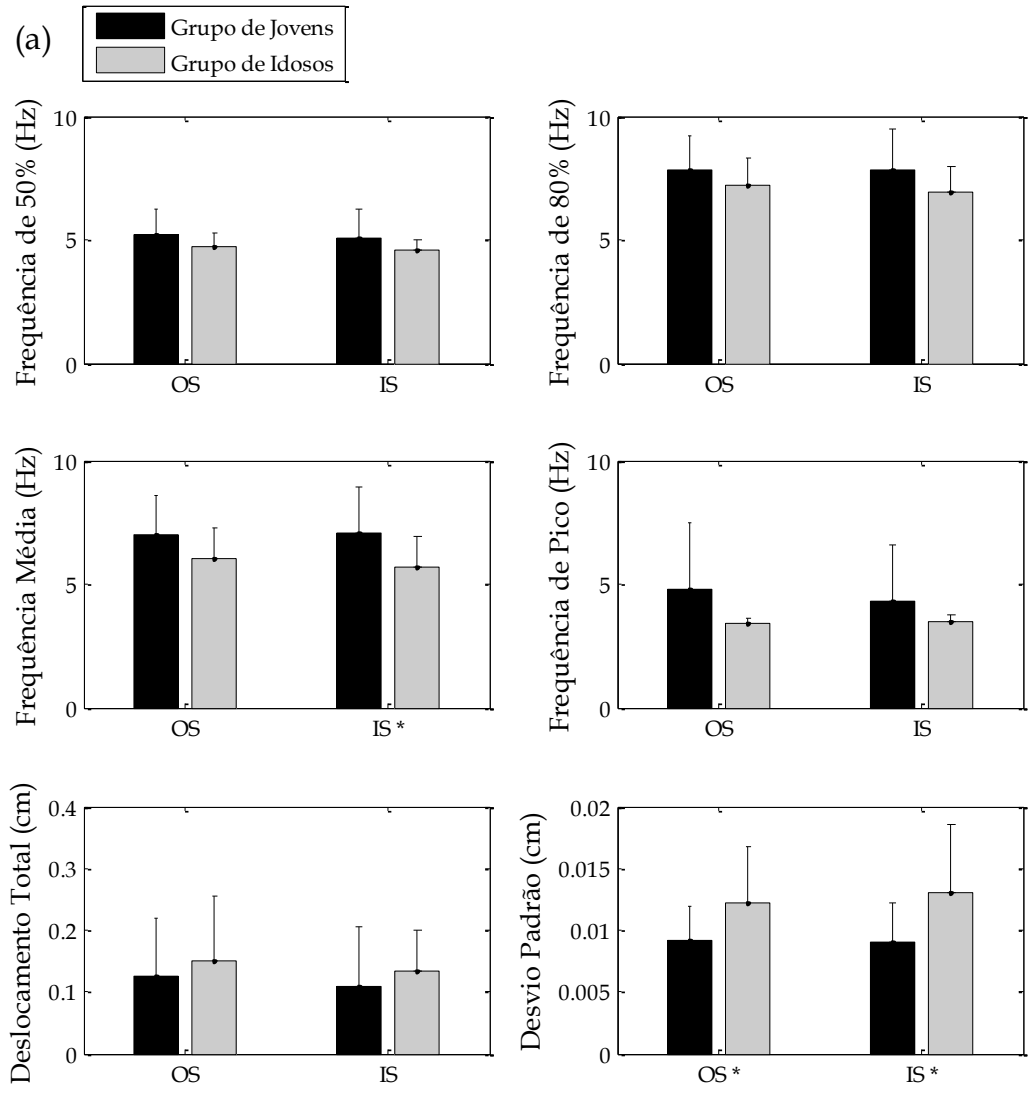 (a)
Grupo de Jovens
Grupo de Idosos
Frequência de 50% (Hz)
10
5
0
OS
IS
Frequência de 80% (Hz)
10
5
0
OS
IS
Frequência Média (Hz)
10
5
0
OS
IS *
Frequência de Pico (Hz)
10
5
0
OS
IS
Deslocamento Total (cm)
0.4
0.3
0.2
0.1
0
OS
IS
Desvio Padrão (cm)
0.02
0.015
0.01
0.005
0
OS *
IS *